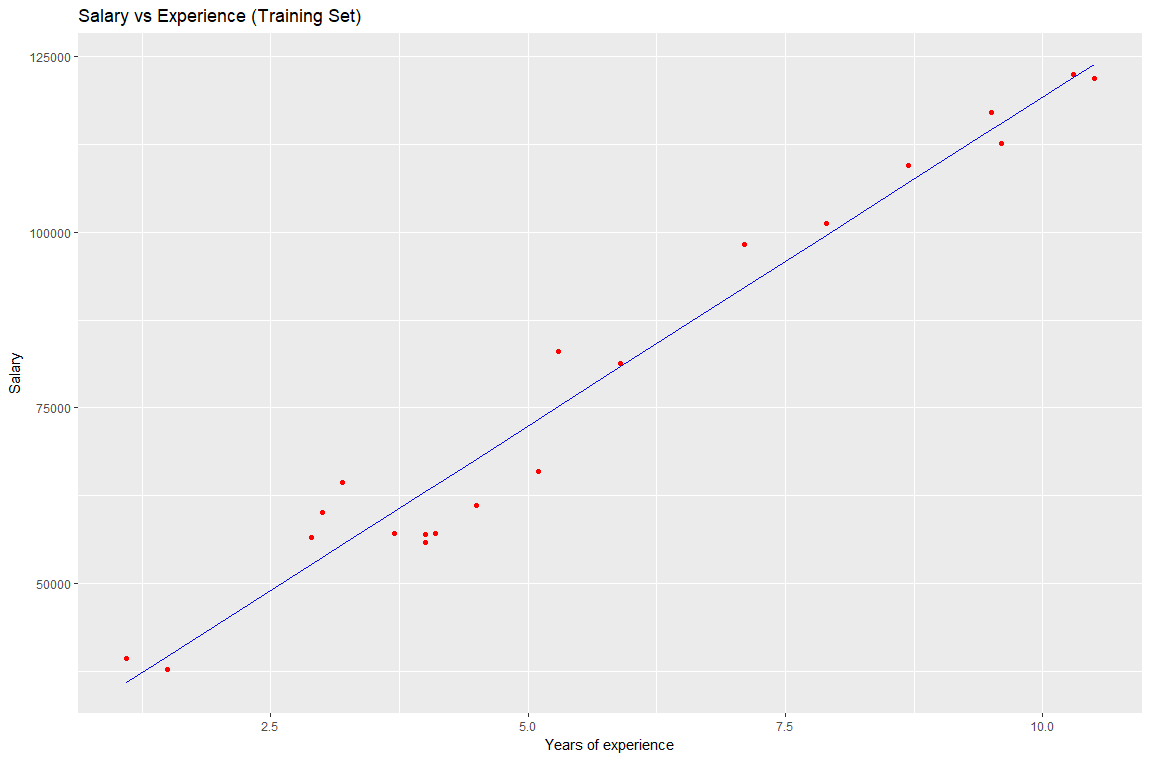 Salary vs Experience (Training Set)
125000
100000
75000
50000
Salary
2.5
5.0
7.5
10.0
Years of experience